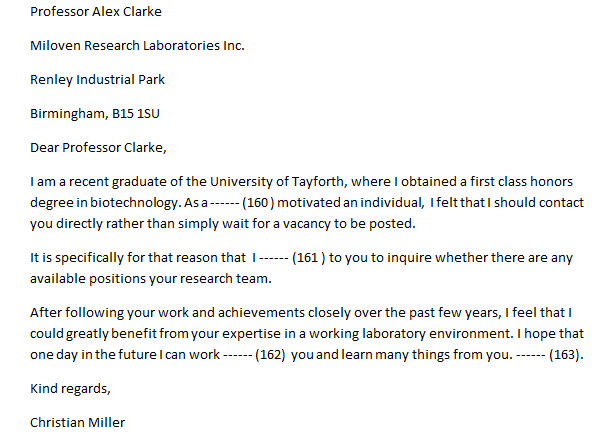 Professor Alex Clarke
Miloven Research Laboratories Inc.
Renley Industrial Park
Birmingham, B15 1SU
Dear Professor Clarke,
I am a recent graduate of the University of Tayforth, where I obtained a first class honors
degree in biotechnology. As a ------ (160 ) motivated an individual, I felt that I should contact
you directly rather than simply wait for a vacancy to be posted.
It is specifically for that reason that I ------ (161 ) to you to inquire whether there are any
available positions your research team.
After following your work and achievements closely over the past few years, I feel that I
could greatly benefit from your expertise in a working laboratory environment. I hope that
one day in the future I can work ------ (162) you and learn many things from you. ------ (163).
Kind regards,
Christian Miller